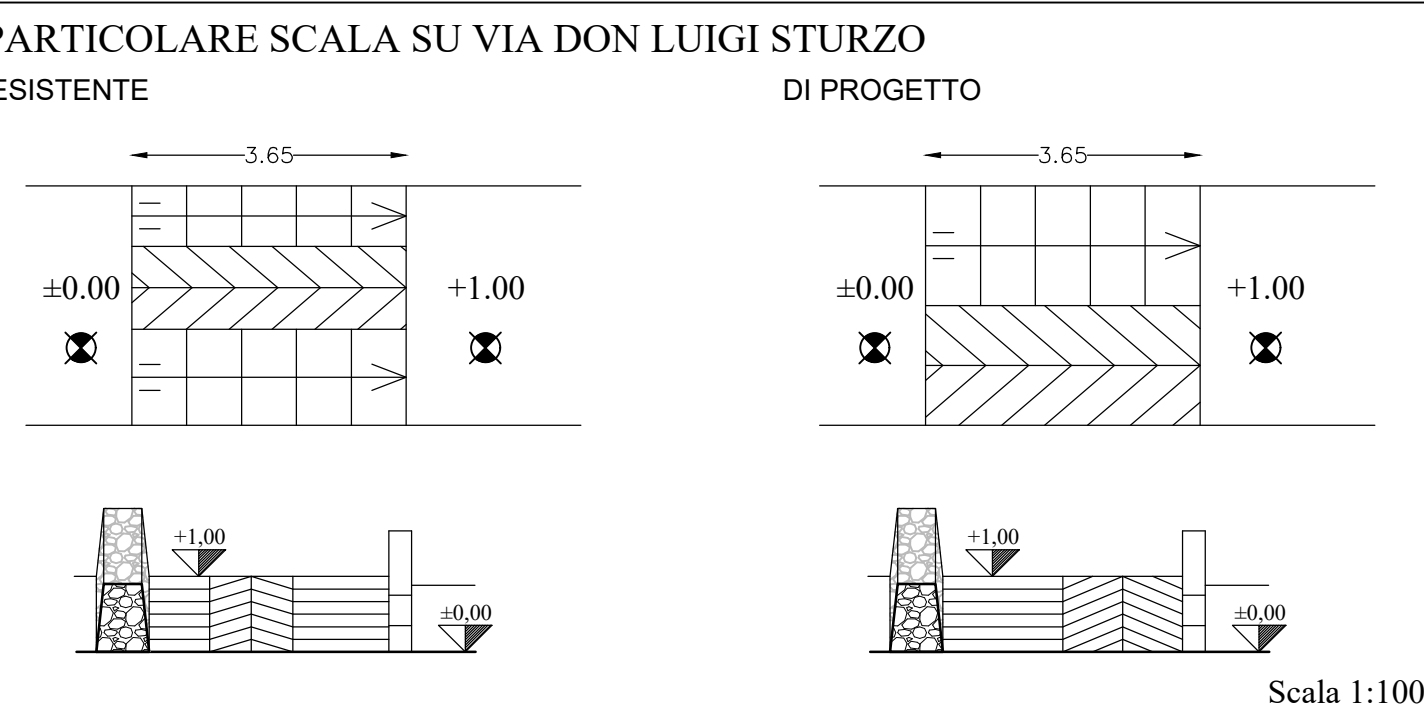 PARTICOLARE SCALA SU VIA DON LUIGI STURZO
ESISTENTE
DI PROGETTO
3.65
3.65
±0.00
+1.00
±0.00
+1.00
+1,00
±0,00
+1,00
±0,00
Scala 1:100